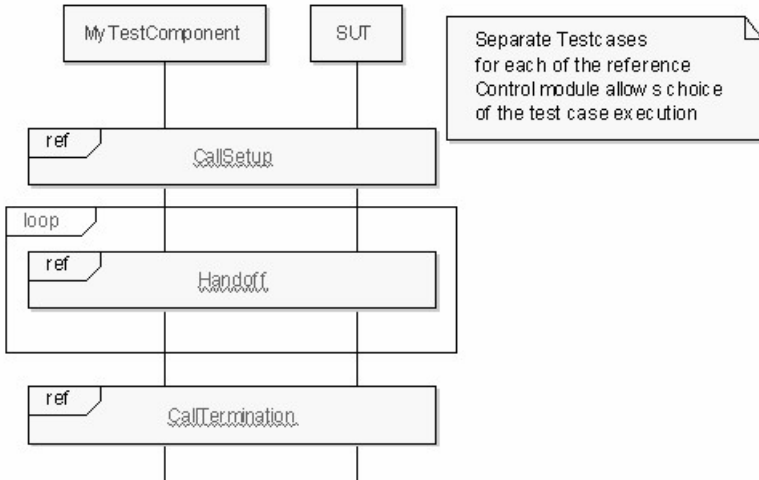 MyTestComponent
SUT
Separate Testcases
for each of the reference
Control module allows choice
of the test case execution
ref
CallSetup
loop
ref
Handoff
ref
CallTermination